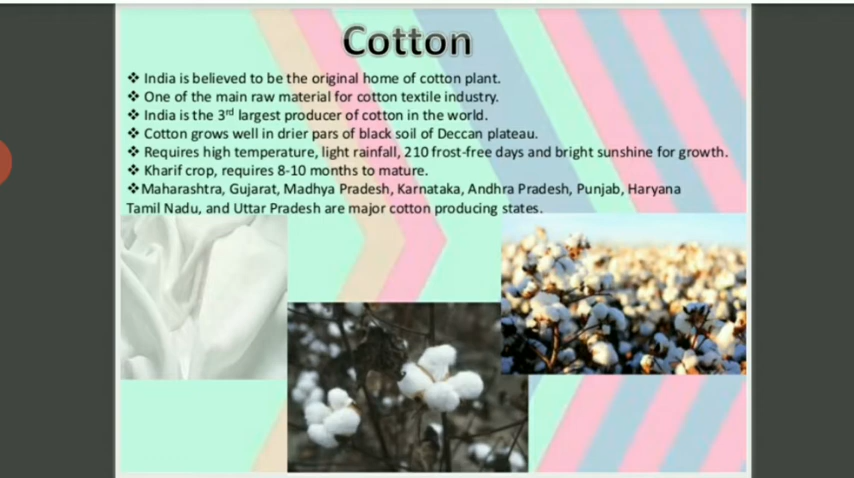 Cotton
❖ India is believed to be the original home of cotton plant.
❖ One of the main raw material for cotton textile industry.
❖ India is the 3rd largest producer of cotton in the world.
❖ Cotton grows well in drier pars of black soil of Deccan plateau.
❖ Requires high temperature, light rainfall, 210 frost-free days and bright sunshine for growth.
❖ Kharif crop, requires 8-10 months to mature.
❖Maharashtra, Gujarat, Madhya Pradesh, Karnataka, Andhra Pradesh, Punjab, Haryana
Tamil Nadu, and Uttar Pradesh are major cotton producing states.